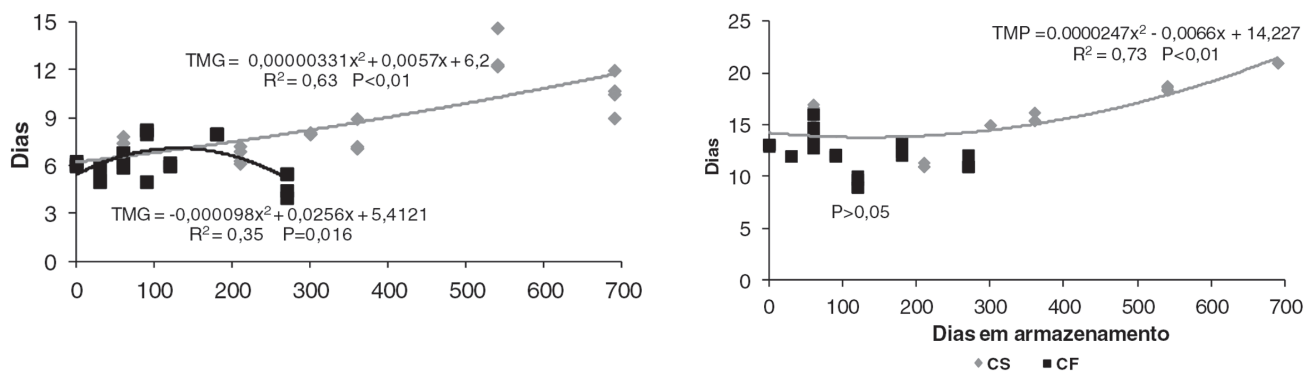 15
12
9
6
3
0
Dias
TMG = 0,00000331x² + 0,0057x + 6,2
R² = 0,63 P<0,01
TMG = -0,000098x² + 0,0256x + 5,4121
R² = 0,35 P=0,016
0 100 200 300 400 500 600 700
25
20
15
10
5
0
Dias
TMP =0.0000247x² - 0,0066x + 14,227
R² = 0,73 P<0,01
P>0,05
0 100 200 300 400 500 600 700
Dias em armazenamento
CS CF